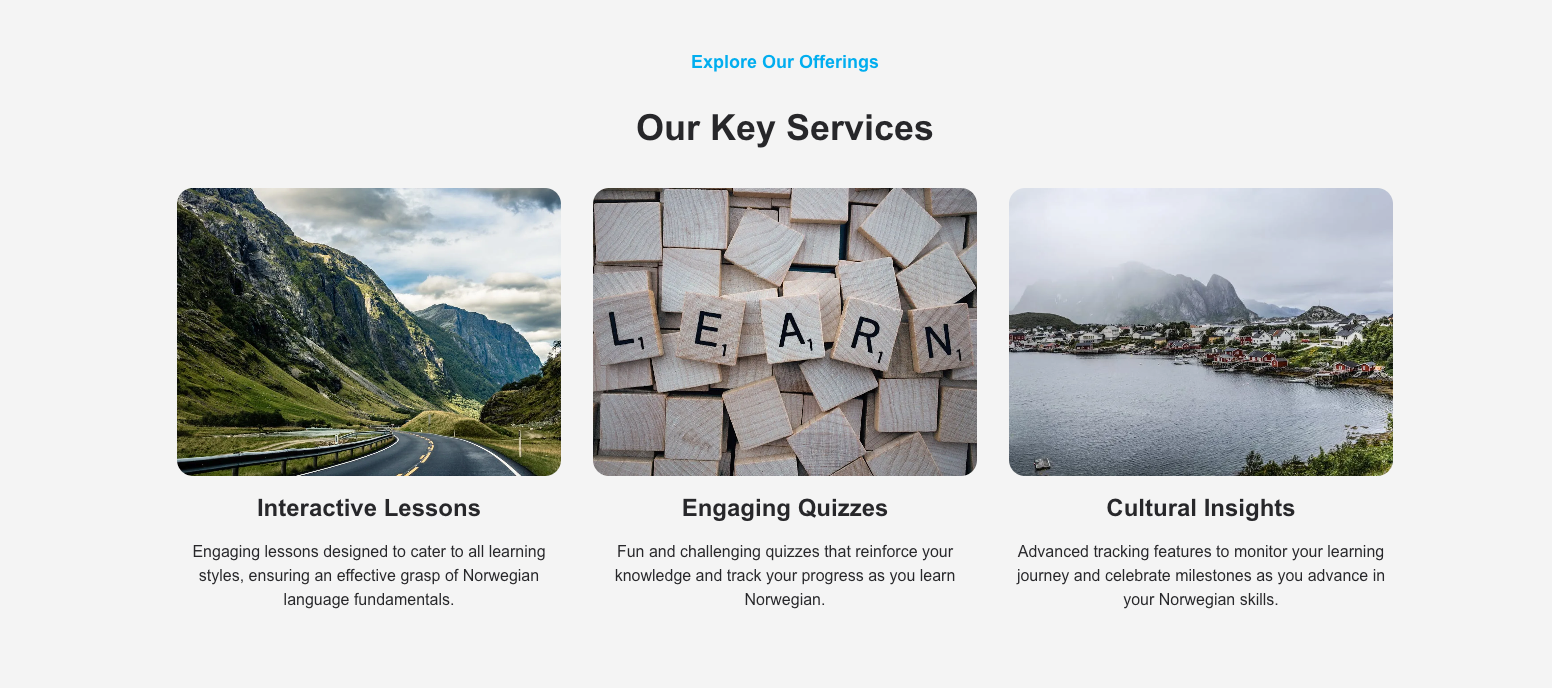 Explore Our Offerings
Our Key Services
L1 E1 A1 R1 N1
Interactive Lessons
Engaging lessons designed to cater to all learning
styles, ensuring an effective grasp of Norwegian
language fundamentals.
Engaging Quizzes
Fun and challenging quizzes that reinforce your
knowledge and track your progress as you learn
Norwegian.
Cultural Insights
Advanced tracking features to monitor your learning
journey and celebrate milestones as you advance in
your Norwegian skills.